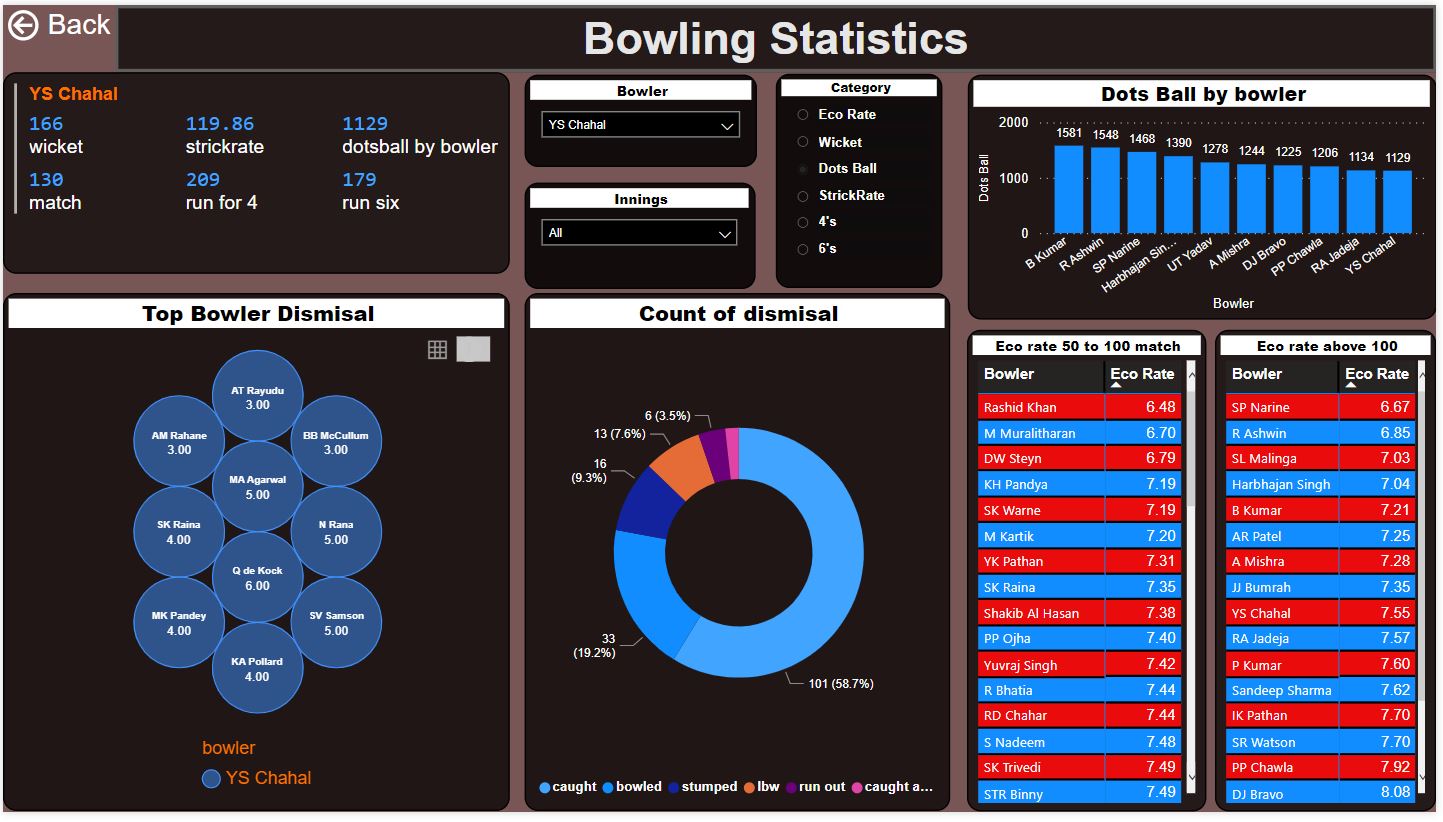 Back
Bowling Statistics
YS Chahal
166 119.86 1129
wicket strickrate dotsball by bowler
130 209 179
match run for 4 run six
Bowler
YS Chahal
Innings
All
Category
Eco Rate
Wicket
Dots Ball
StrickRate
4's
6's
Dots Ball by bowler
Dots Ball
2000
1000
0
1581 1548 1468 1390 1278 1244 1225 1206 1134 1129
B Kumar R Ashwin SP Narine Harbhajan Sin... UT Yadav A Mishra DJ Bravo PP Chawla RA Jadeja YS Chahal
Bowler
Top Bowler Dismisal
AT Rayudu
3.00
AM Rahane
3.00
BB McCullum
3.00
MA Agarwal
5.00
SK Raina
4.00
N Rana
5.00
Q de Kock
6.00
MK Pandey
4.00
SV Samson
5.00
KA Pollard
4.00
bowler
YS Chahal
Count of dismisal
6 (3.5%)
13 (7.6%)
16
(9.3%)
33
(19.2%)
101 (58.7%)
caught bowled stumped lbw run out caught a...
Eco rate 50 to 100 match
Bowler Eco Rate
Rashid Khan 6.48
M Muralitharan 6.70
DW Steyn 6.79
KH Pandya 7.19
SK Warne 7.19
M Kartik 7.20
YK Pathan 7.31
SK Raina 7.35
Shakib Al Hasan 7.38
PP Ojha 7.40
Yuvraj Singh 7.42
R Bhatia 7.44
RD Chahar 7.44
S Nadeem 7.48
SK Trivedi 7.49
STR Binny 7.49
Eco rate above 100
Bowler Eco Rate
SP Narine 6.67
R Ashwin 6.85
SL Malinga 7.03
Harbhajan Singh 7.04
B Kumar 7.21
AR Patel 7.25
A Mishra 7.28
JJ Bumrah 7.35
YS Chahal 7.55
RA Jadeja 7.57
P Kumar 7.60
Sandeep Sharma 7.62
IK Pathan 7.70
SR Watson 7.70
PP Chawla 7.92
DJ Bravo 8.08